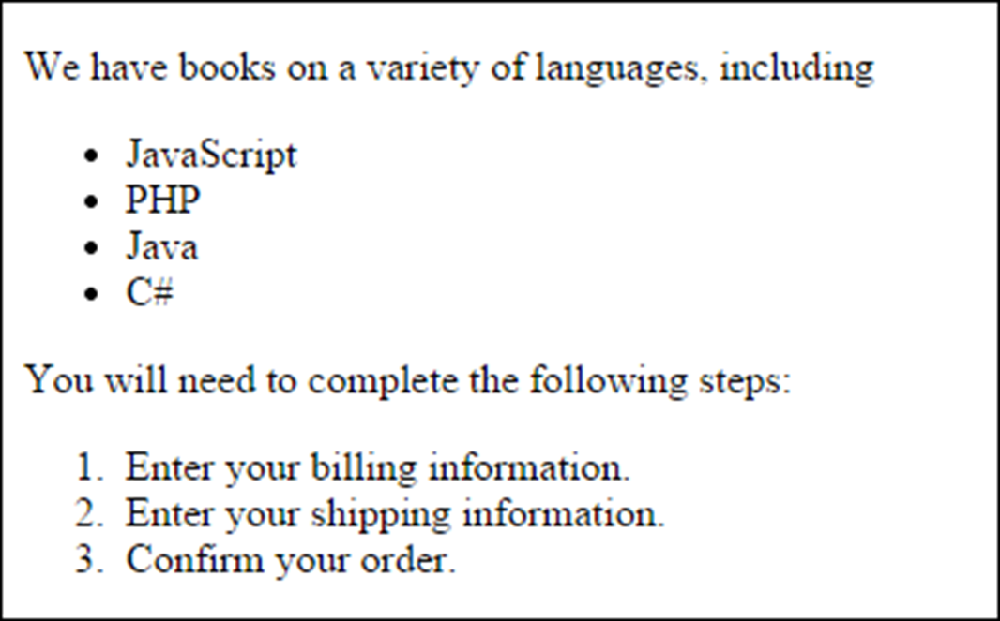 We have books on a variety of languages, including
• JavaScript
• PHP
• Java
• C#
You will need to complete the following steps:
1. Enter your billing information.
2. Enter your shipping information.
3. Confirm your order.